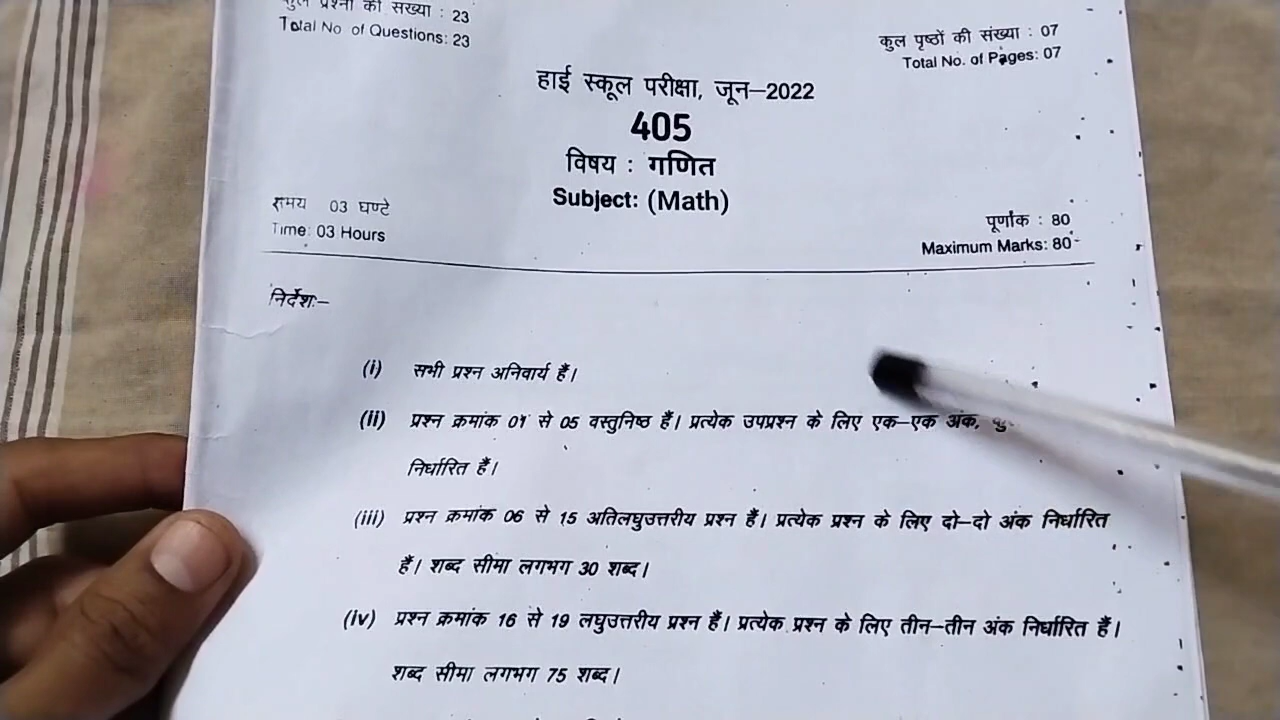 कुल प्रश्नों की संख्या : 23
Total No. of Questions: 23
कुल पृष्ठों की संख्या : 07
Total No. of Pages: 07
हाई स्कूल परीक्षा, जून–2022
405
विषय : गणित
Subject: (Math)
समय 03 घण्टे
Time: 03 Hours
पूर्णांक : 80
Maximum Marks: 80
निर्देश:–
(i) सभी प्रश्न अनिवार्य हैं।
(ii) प्रश्न क्रमांक 01 से 05 वस्तुनिष्ठ हैं। प्रत्येक उपप्रश्न के लिए एक–एक अंक,
निर्धारित हैं।
(iii) प्रश्न क्रमांक 06 से 15 अतिलघुउत्तरीय प्रश्न हैं। प्रत्येक प्रश्न के लिए दो–दो अंक निर्धारित
हैं। शब्द सीमा लगभग 30 शब्द।
(iv) प्रश्न क्रमांक 16 से 19 लघुउत्तरीय प्रश्न हैं। प्रत्येक प्रश्न के लिए तीन–तीन अंक निर्धारित हैं।
शब्द सीमा लगभग 75 शब्द।